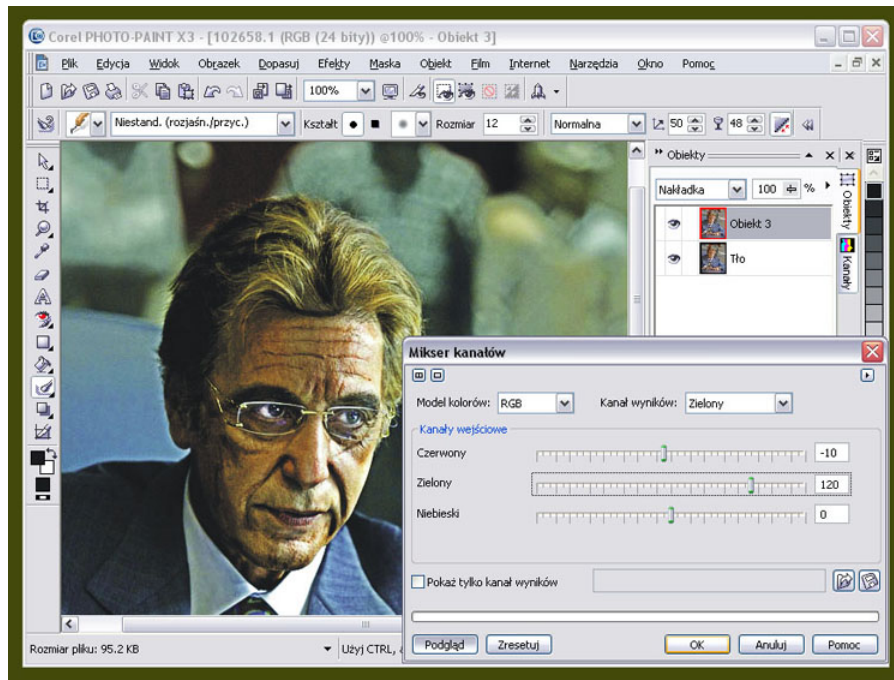 Corel PHOTO-PAINT X3 - [102658.1 (RGB (24 bity)) @100% - Obiekt 3]
Plik Edycja Widok Obrazek Dopasuj Efekty Maska Obiekt Film Internet Narzędzia Okno Pomoc
100%
Niestand. (rozjaśn./przyc.) Kształt Rozmiar 12 Normalna 50 48
Obiekty
Nakładka 100 %
Obiekt 3
Tło
Obiekty
Kanały
Mikser kanałów
Model kolorów: RGB Kanał wyników: Zielony
Kanały wejściowe
Czerwony -10
Zielony 120
Niebieski 0
Pokaż tylko kanał wyników
Podgląd Zresetuj OK Anuluj Pomoc
Rozmiar pliku: 95.2 KB Użyj CTRL,